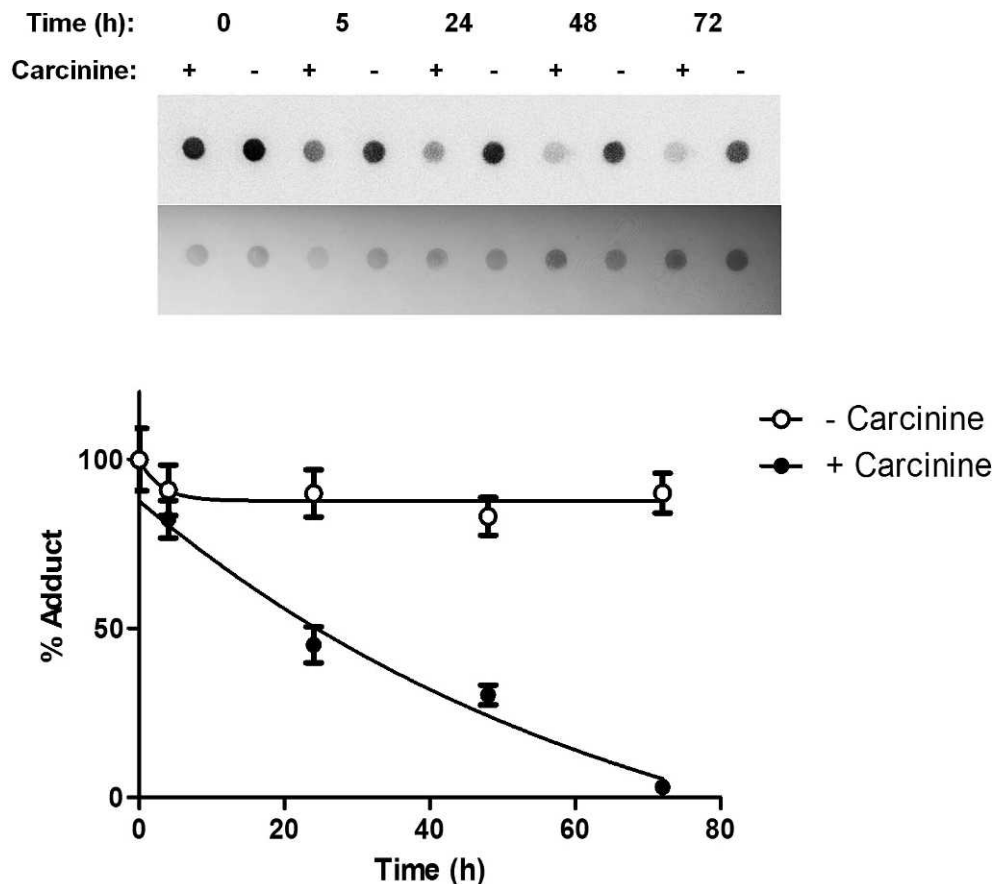 Time (h): 0 5 24 48 72
Carcinine: + - + - + - + - + -
- Carcinine
+ Carcinine
100
50
0
% Adduct
0 20 40 60 80
Time (h)